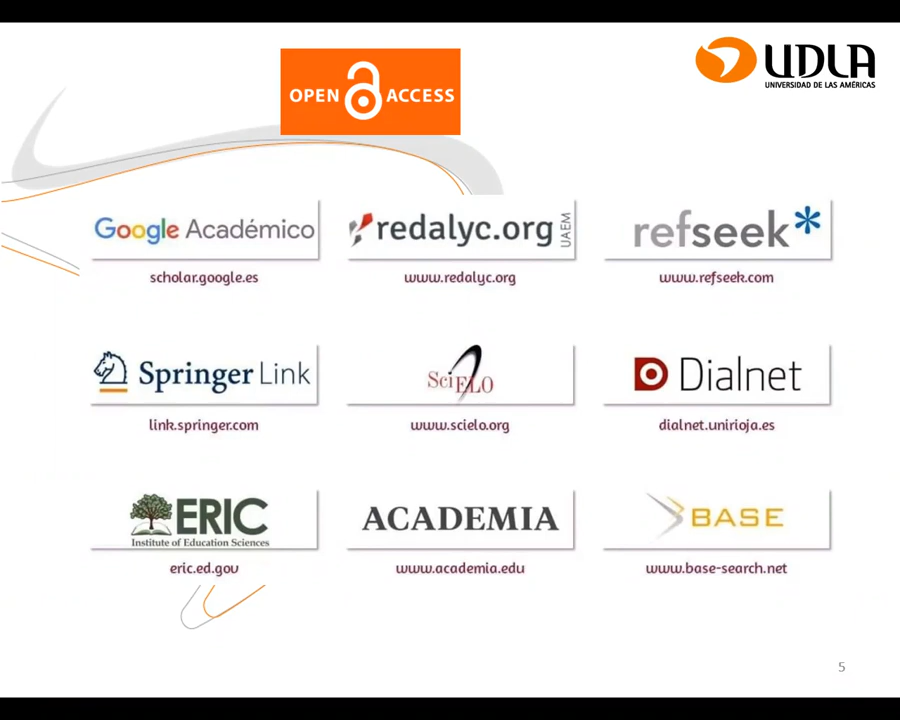 OPEN ACCESS
UDLA
UNIVERSIDAD DE LAS AMÉRICAS
Google Académico
redalyc.org UAEM
refseek*
scholar.google.es
www.redalyc.org
www.refseek.com
Springer Link
SciELO
Dialnet
link.springer.com
www.scielo.org
dialnet.unirioja.es
ERIC
Institute of Education Sciences
ACADEMIA
BASE
eric.ed.gov
www.academia.edu
www.base-search.net
5